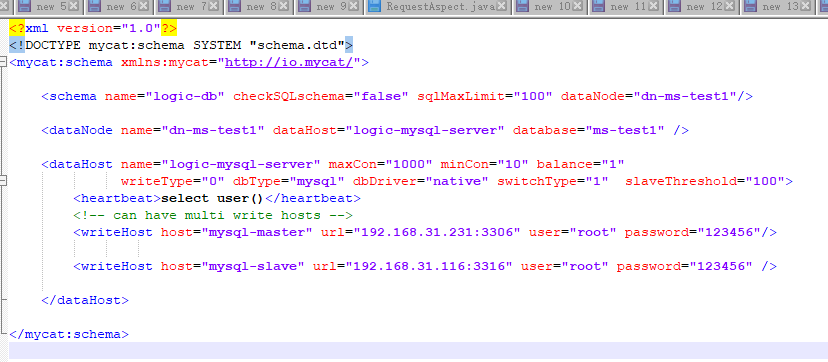 new 5 new 6 new 7 new 8 new 9 RequestAspect.java new 10 new 11 new 12 new 13
<?xml version="1.0"?>
<!DOCTYPE mycat:schema SYSTEM "schema.dtd">
<mycat:schema xmlns:mycat="http://io.mycat/">
<schema name="logic-db" checkSQLschema="false" sqlMaxLimit="100" dataNode="dn-ms-test1"/>
<dataNode name="dn-ms-test1" dataHost="logic-mysql-server" database="ms-test1" />
<dataHost name="logic-mysql-server" maxCon="1000" minCon="10" balance="1"
writeType="0" dbType="mysql" dbDriver="native" switchType="1"  slaveThreshold="100">
<heartbeat>select user()</heartbeat>
<!-- can have multi write hosts -->
<writeHost host="mysql-master" url="192.168.31.231:3306" user="root" password="123456"/>
<writeHost host="mysql-slave" url="192.168.31.116:3316" user="root" password="123456" />
</dataHost>
</mycat:schema>